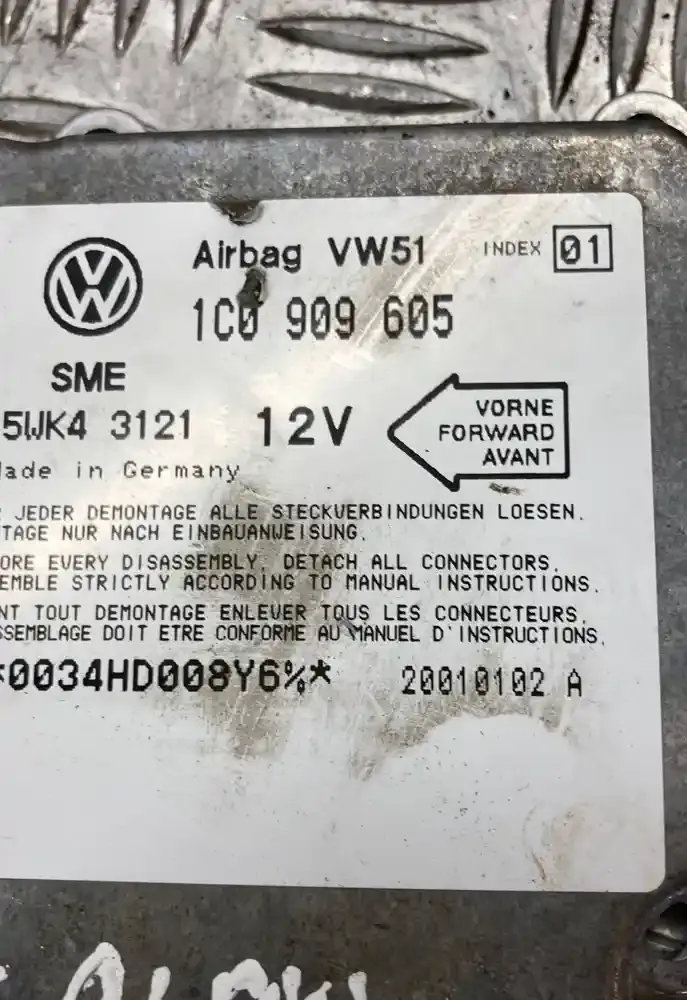 Airbag VW51 INDEX 01
1C0 909 605
SME
5WK4 3121 12V
VORNE
FORWARD
AVANT
ade in Germany
JEDER DEMONTAGE ALLE STECKVERBINDUNGEN LOESEN.
TAGE NUR NACH EINBAUANWEISUNG.
ORE EVERY DISASSEMBLY, DETACH ALL CONNECTORS.
EMBLE STRICTLY ACCORDING TO MANUAL INSTRUCTIONS.
NT TOUT DEMONTAGE ENLEVER TOUS LES CONNECTEURS.
SSEMBLAGE DOIT ETRE CONFORME AU MANUEL D'INSTRUCTIONS.
*0034HD008Y6%* 20010102 A